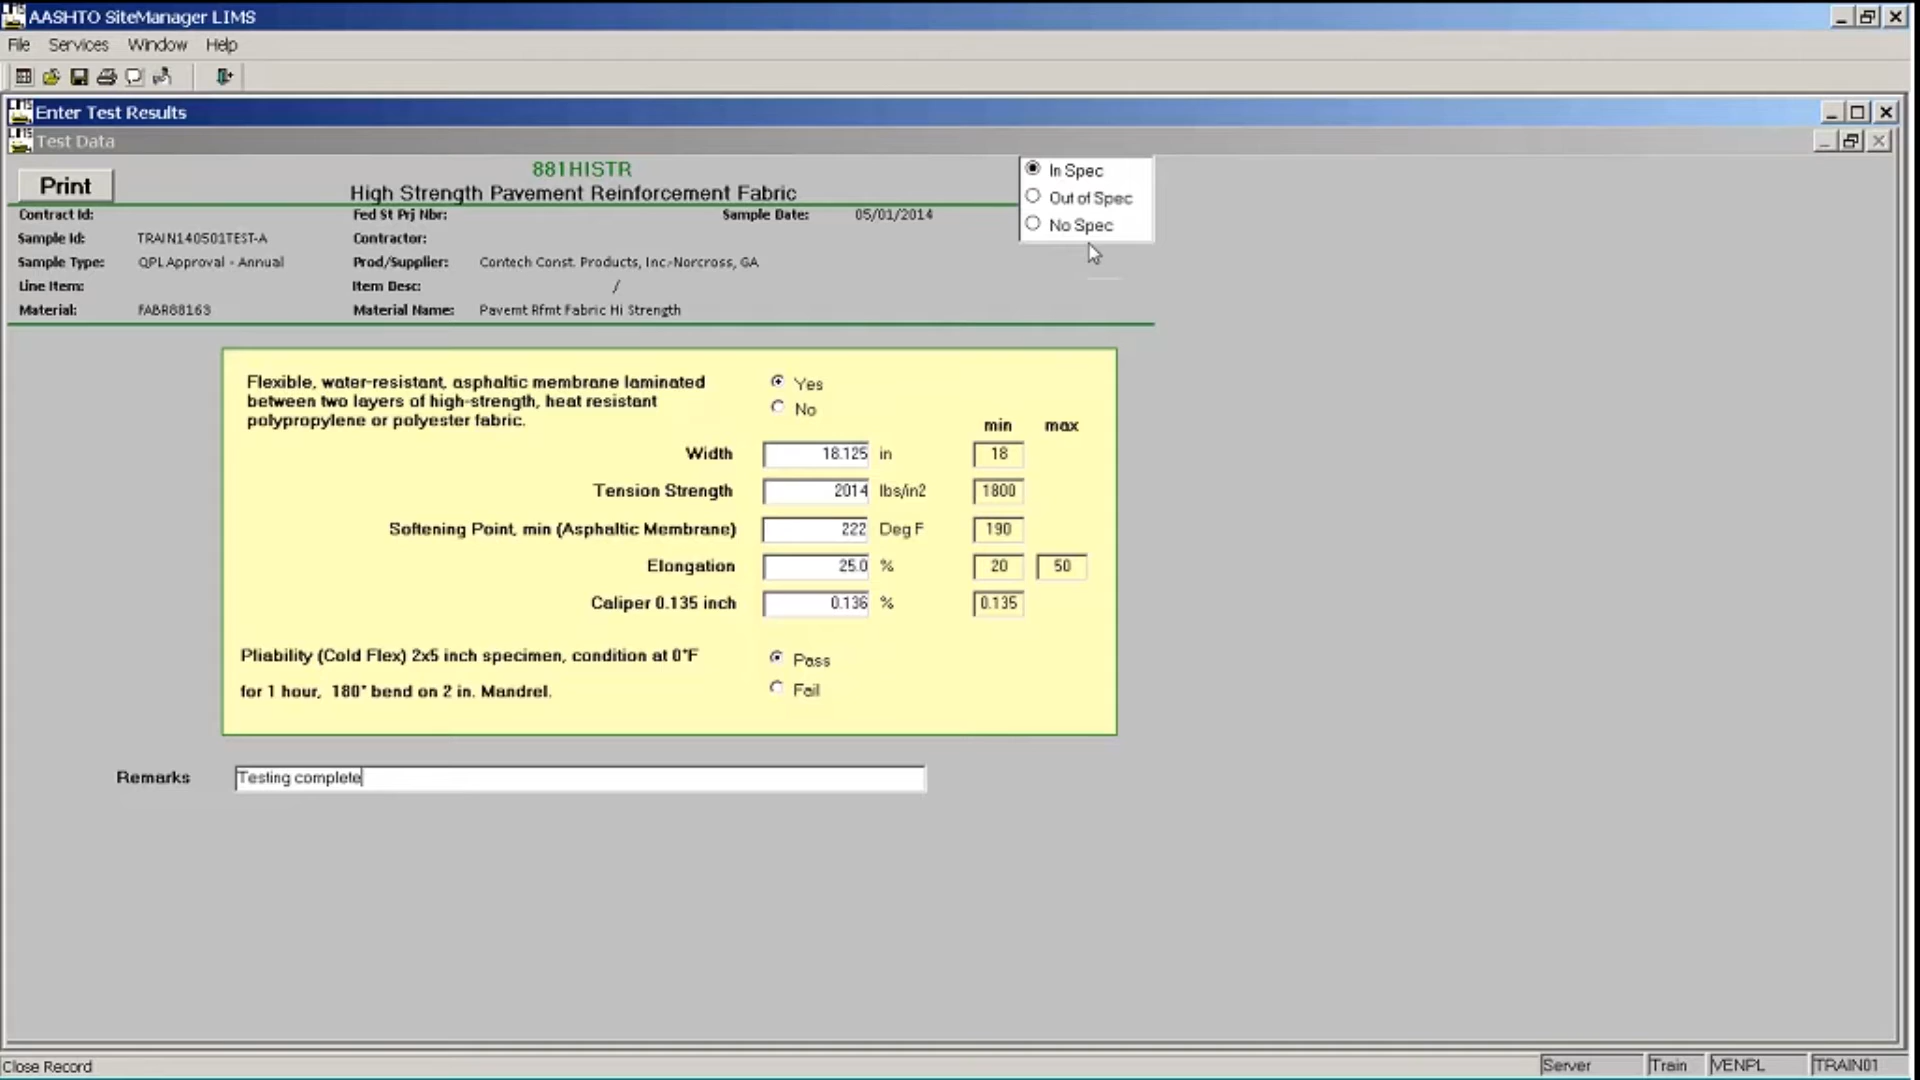 AASHTO SiteManager LIMS
File Services Window Help
Enter Test Results
Test Data
Print
881HISTR
High Strength Pavement Reinforcement Fabric
In Spec
Out of Spec
No Spec
Contract Id: Fed St Prj Nbr: Sample Date: 05/01/2014
Sample Id: TRAIN140501TEST-A Contractor:
Sample Type: QPL Approval - Annual Prod/Supplier: Contech Const. Products, Inc.-Norcross, GA
Line Item: Item Desc: /
Material: FABR88163 Material Name: Pavemt Rfmt Fabric Hi Strength
Flexible, water-resistant, asphaltic membrane laminated
between two layers of high-strength, heat resistant
polypropylene or polyester fabric.
Yes
No
min max
Width 18.125 in 18
Tension Strength 2014 lbs/in2 1800
Softening Point, min (Asphaltic Membrane) 222 Deg F 190
Elongation 25.0 % 20 50
Caliper 0.135 inch 0.136 % 0.135
Pliability (Cold Flex) 2x5 inch specimen, condition at 0°F
for 1 hour, 180° bend on 2 in. Mandrel.
Pass
Fail
Remarks Testing complete
Close Record Server Train VENPL TRAIN01